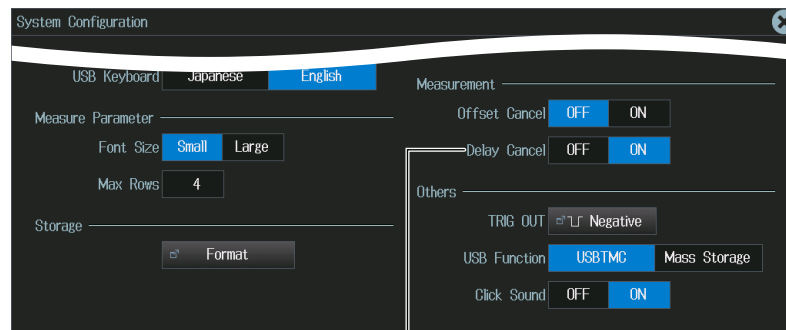 System Configuration
USB Keyboard Japanese English
Measure Parameter
Font Size Small Large
Max Rows 4
Storage
Format
Measurement
Offset Cancel OFF ON
Delay Cancel OFF ON
Others
TRIG OUT Negative
USB Function USBTMC Mass Storage
Click Sound OFF ON